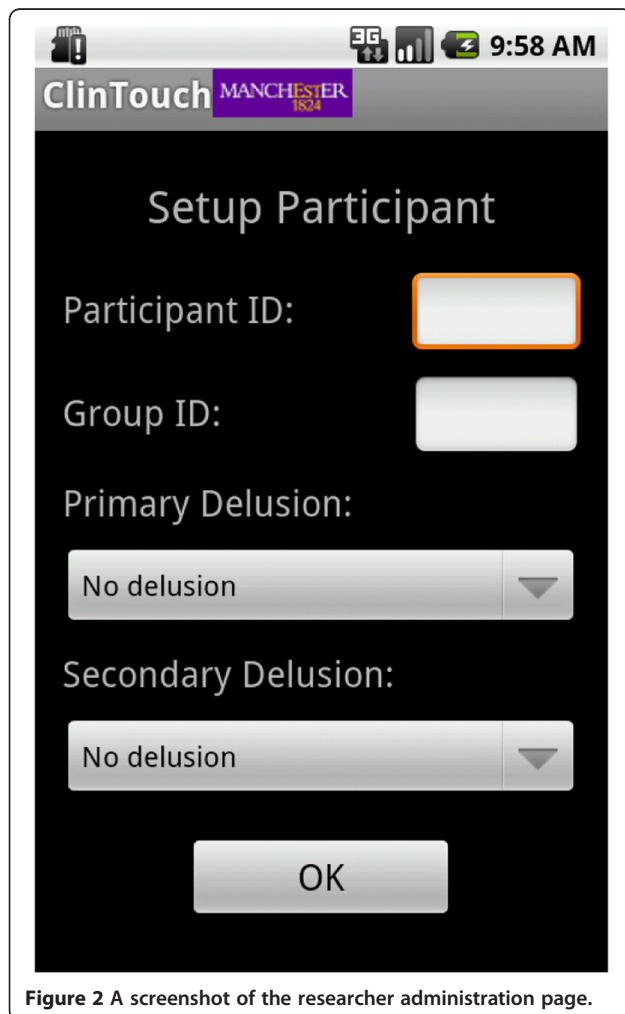 3G 9:58 AM
ClinTouch MANCHESTER
1824
Setup Participant
Participant ID:
Group ID:
Primary Delusion:
No delusion
Secondary Delusion:
No delusion
OK
Figure 2 A screenshot of the researcher administration page.